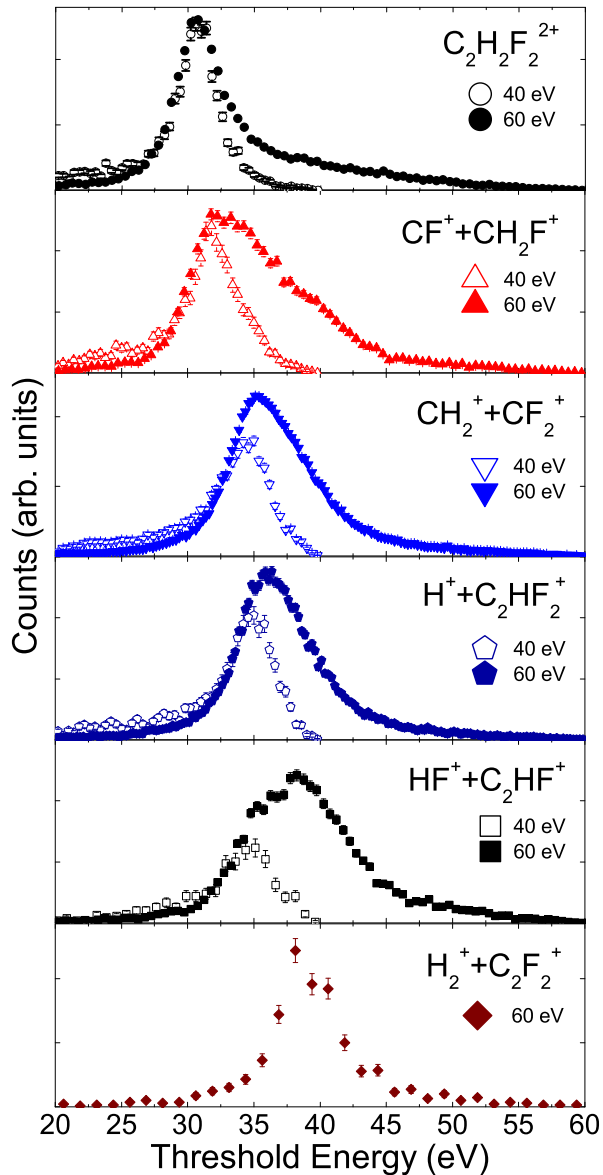 C₂H₂F₂²⁺
40 eV
60 eV
CF⁺+CH₂F⁺
40 eV
60 eV
CH₂⁺+CF₂⁺
40 eV
60 eV
H⁺+C₂HF₂⁺
40 eV
60 eV
HF⁺+C₂HF⁺
40 eV
60 eV
H₂⁺+C₂F₂⁺
60 eV
Counts (arb. units)
20 25 30 35 40 45 50 55 60
Threshold Energy (eV)